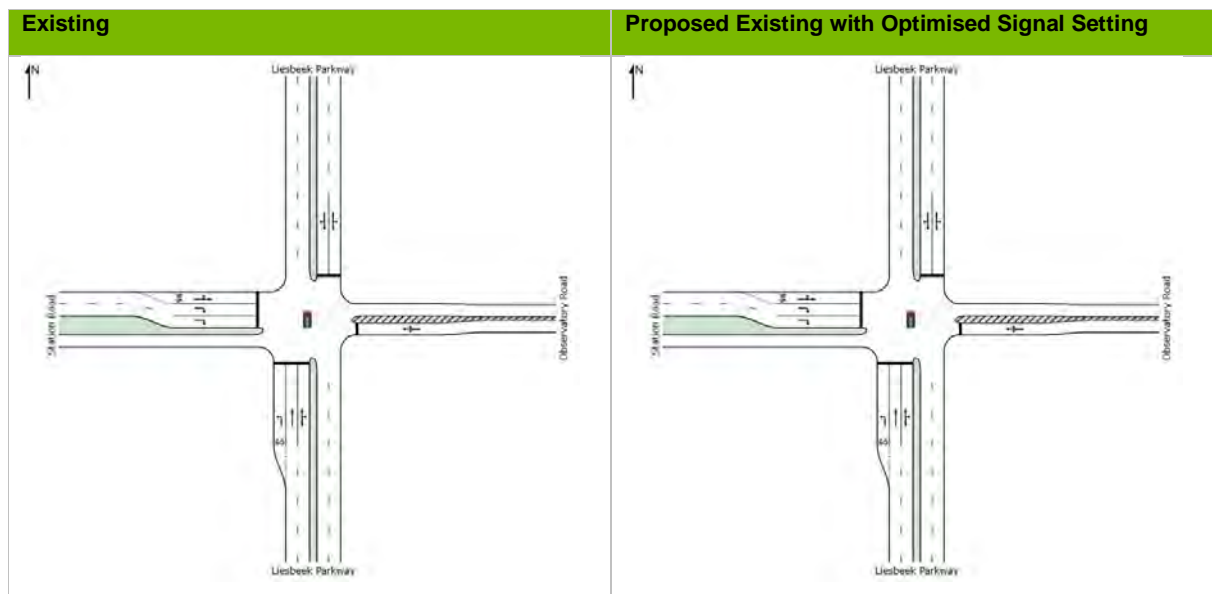 Existing
Proposed Existing with Optimised Signal Setting
N
Liesbeek Parkway
Station Road
Observatory Road
Liesbeek Parkway
N
Liesbeek Parkway
Station Road
Observatory Road
Liesbeek Parkway